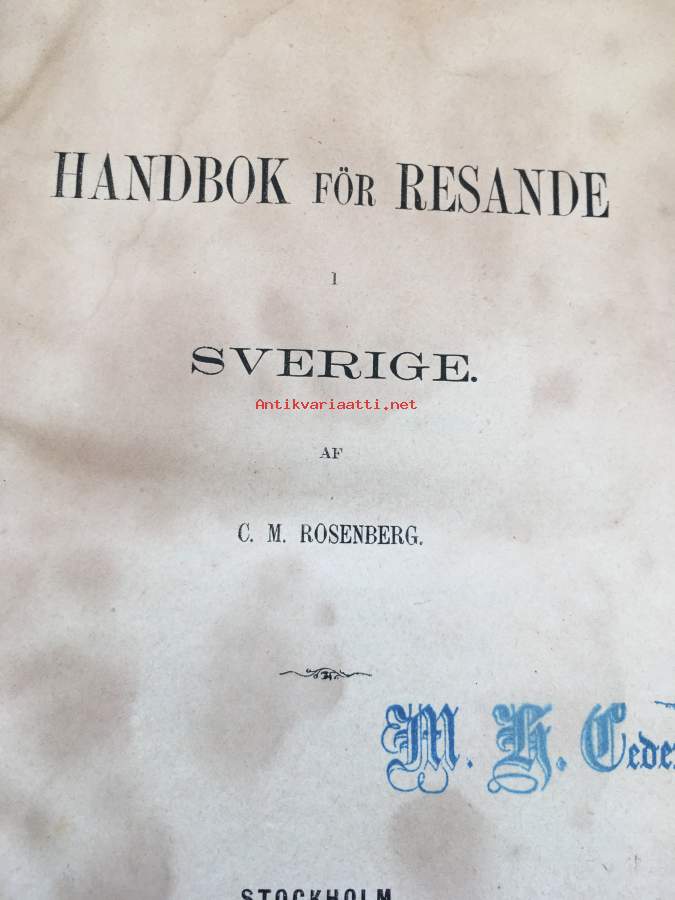 HANDBOK FÖR RESANDE
I
SVERIGE.
Antikvariaatti.net
AF
C. M. ROSENBERG.
M. H.
STOCKHOLM